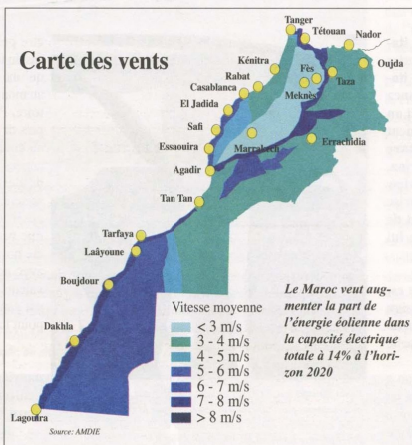 Carte des vents
Tanger
Tétouan
Nador
Oujda
Kénitra
Rabat
Fès
Taza
Casablanca
Meknès
El Jadida
Safi
Essaouira
Marrakech
Errachidia
Agadir
Tan Tan
Tarfaya
Laâyoune
Boujdour
Dakhla
Lagouira
Vitesse moyenne
< 3 m/s
3 - 4 m/s
4 - 5 m/s
5 - 6 m/s
6 - 7 m/s
7 - 8 m/s
> 8 m/s
Le Maroc veut aug-
menter la part de
l'énergie éolienne dans
la capacité électrique
totale à 14% à l'hori-
zon 2020
Source: AMDIE